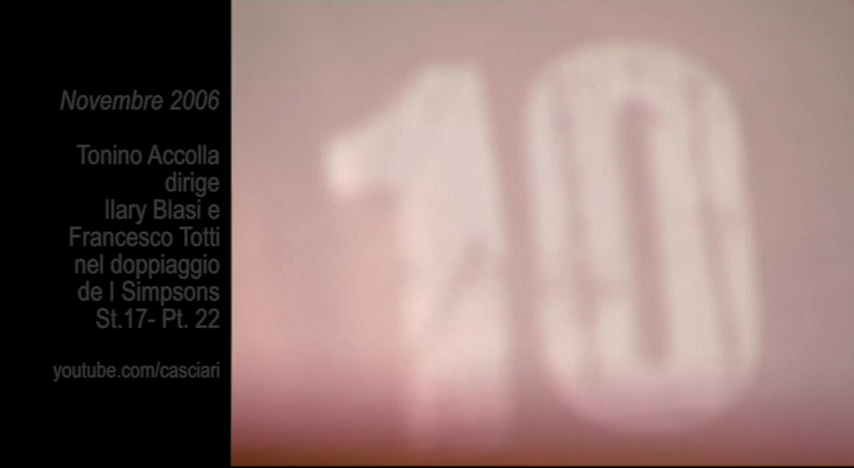 Novembre 2006
Tonino Accolla
dirige
Ilary Blasi e
Francesco Totti
nel doppiaggio
de I Simpsons
St.17- Pt. 22
youtube.com/casciari
10